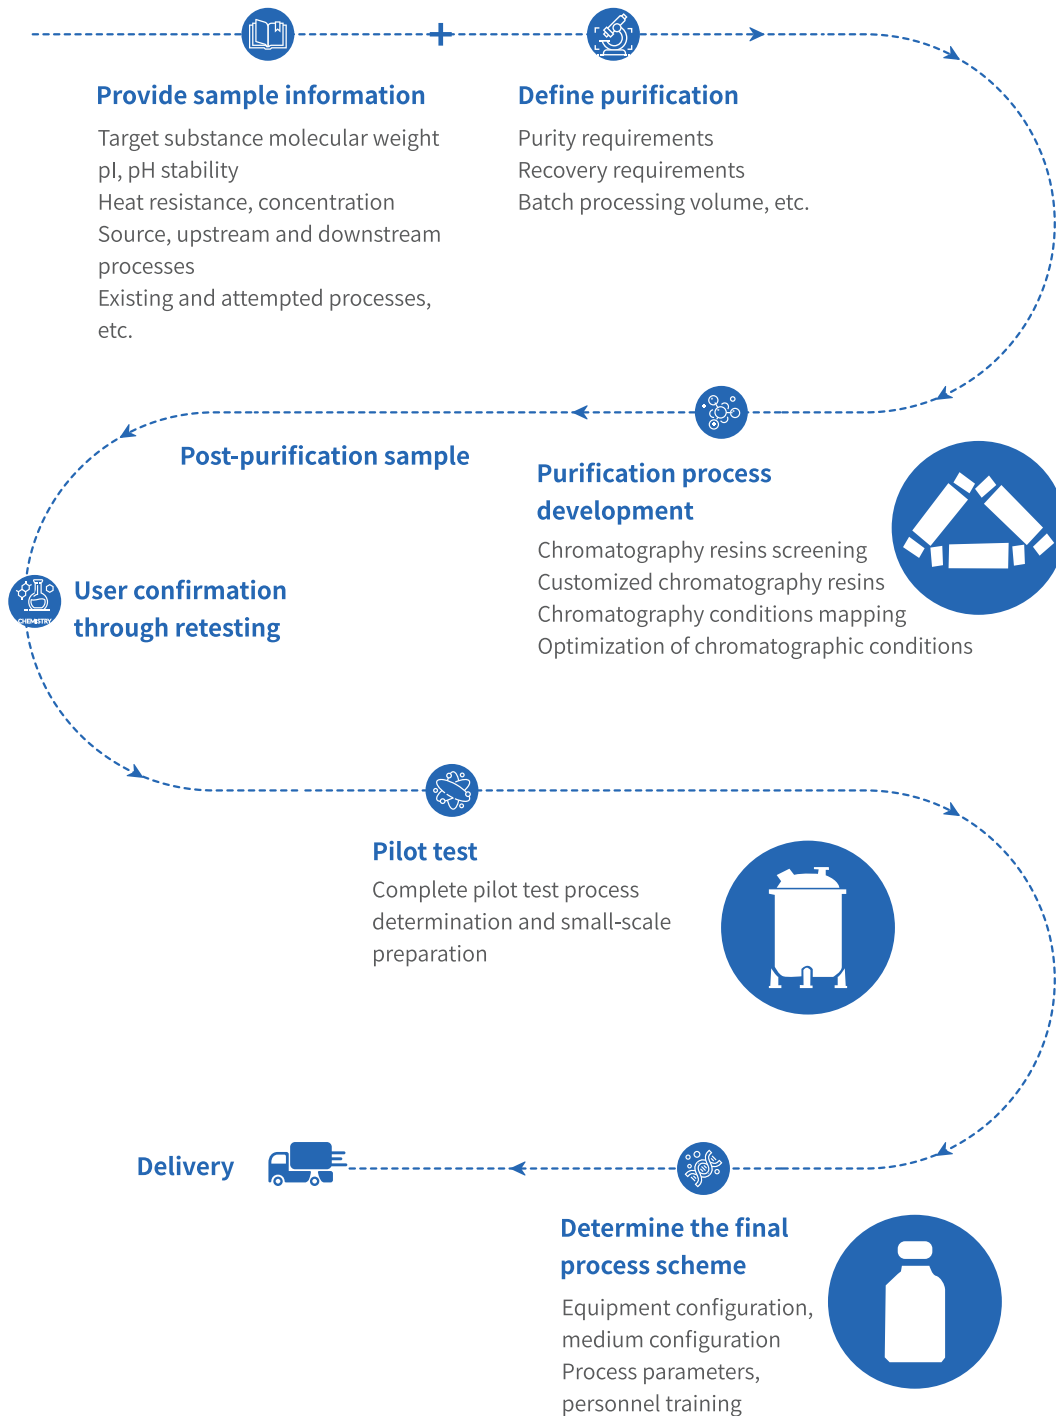 Provide sample information
Target substance molecular weight
pI, pH stability
Heat resistance, concentration
Source, upstream and downstream
processes
Existing and attempted processes,
etc.
Define purification
Purity requirements
Recovery requirements
Batch processing volume, etc.
Purification process
development
Chromatography resins screening
Customized chromatography resins
Chromatography conditions mapping
Optimization of chromatographic conditions
Post-purification sample
CHEMISTRY
User confirmation
through retesting
Pilot test
Complete pilot test process
determination and small-scale
preparation
Determine the final
process scheme
Equipment configuration,
medium configuration
Process parameters,
personnel training
Delivery